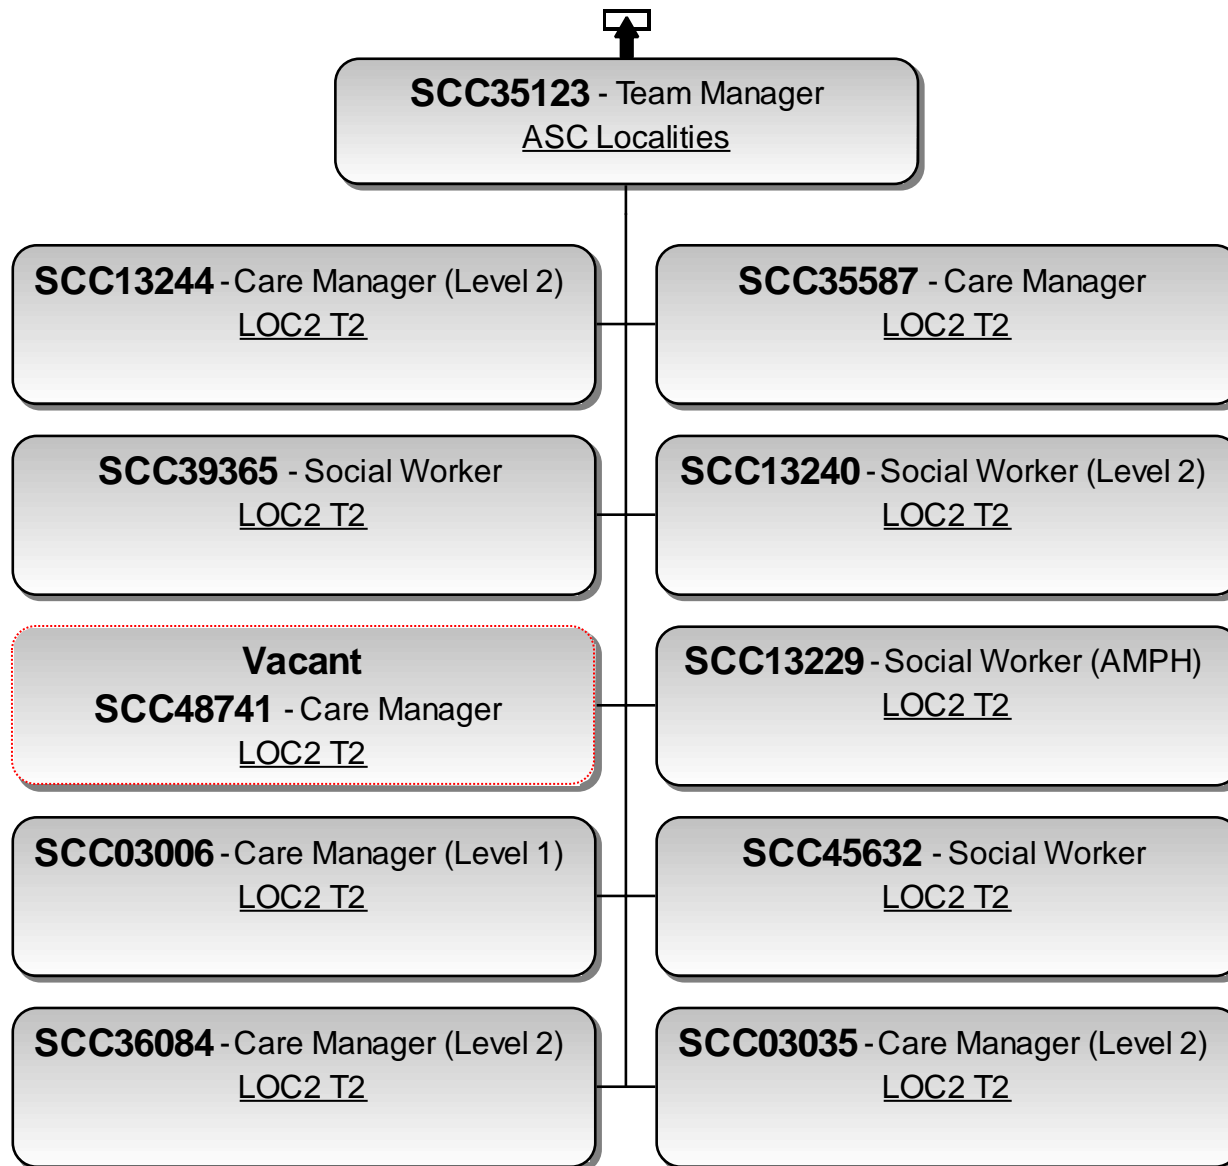 SCC35123 - Team Manager
ASC Localities
SCC13244 - Care Manager (Level 2)
LOC2 T2
SCC35587 - Care Manager
LOC2 T2
SCC39365 - Social Worker
LOC2 T2
SCC13240 - Social Worker (Level 2)
LOC2 T2
Vacant
SCC48741 - Care Manager
LOC2 T2
SCC13229 - Social Worker (AMPH)
LOC2 T2
SCC03006 - Care Manager (Level 1)
LOC2 T2
SCC45632 - Social Worker
LOC2 T2
SCC36084 - Care Manager (Level 2)
LOC2 T2
SCC03035 - Care Manager (Level 2)
LOC2 T2